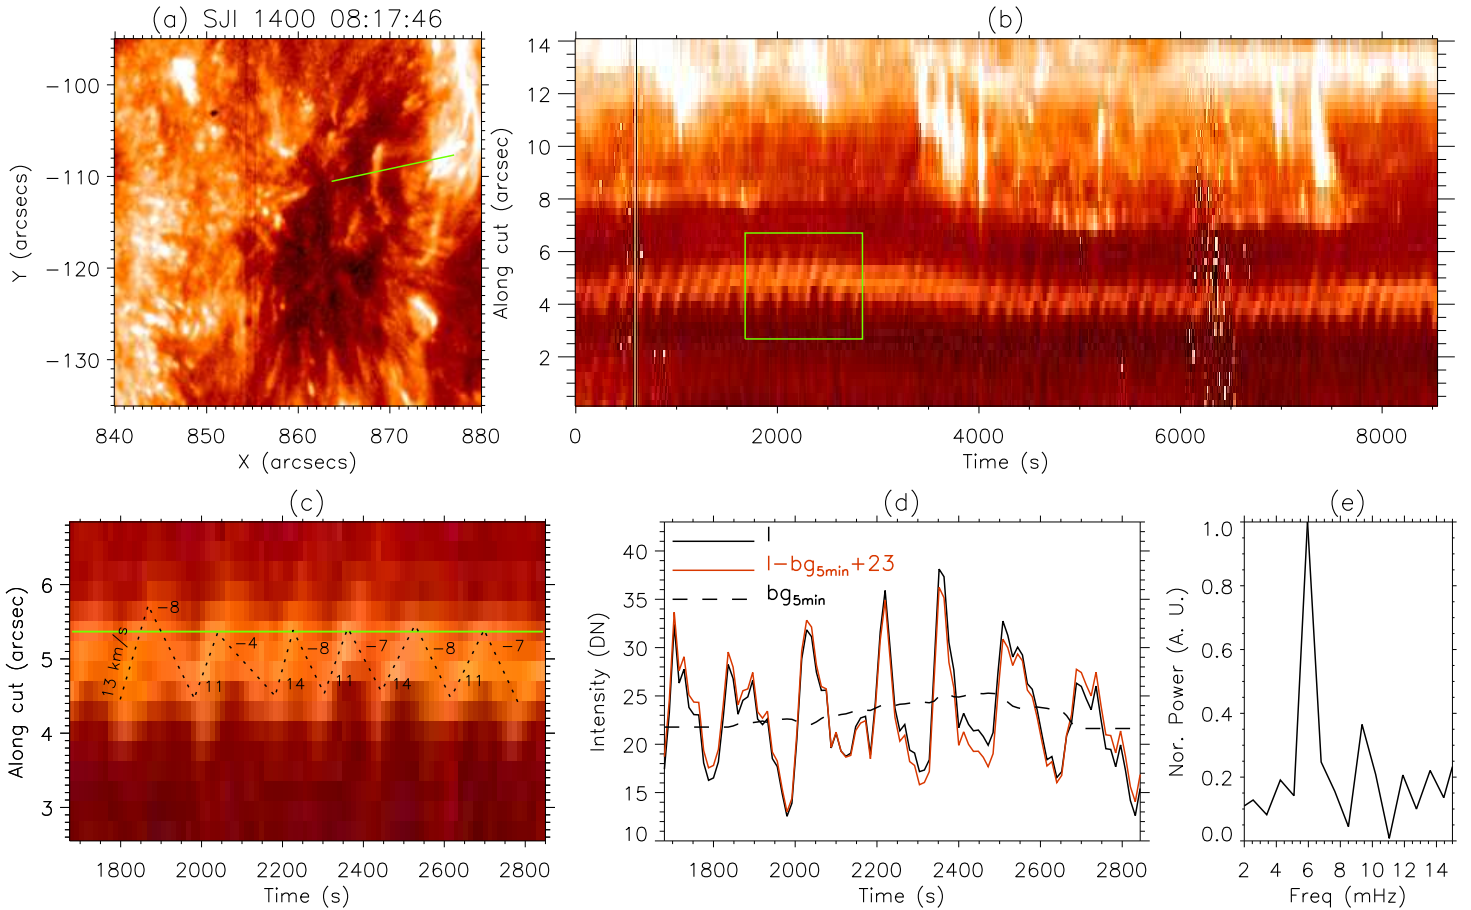 (a) SJI 1400 08:17:46
(b)
−100
−110
−120
−130
Y (arcsecs)
840 850 860 870 880
X (arcsecs)
14
12
10
8
6
4
2
Along cut (arcsec)
0 2000 4000 6000 8000
Time (s)
(c)
6
5
4
3
Along cut (arcsec)
13 km/s
−8
11
−4
14
−8
11
−7
14
−8
11
−7
1800 2000 2200 2400 2600 2800
Time (s)
(d)
I
I−bg5min+23
bg5min
40
35
30
25
20
15
10
Intensity (DN)
1800 2000 2200 2400 2600 2800
Time (s)
(e)
1.0
0.8
0.6
0.4
0.2
0.0
Nor. Power (A. U.)
2 4 6 8 10 12 14
Freq (mHz)